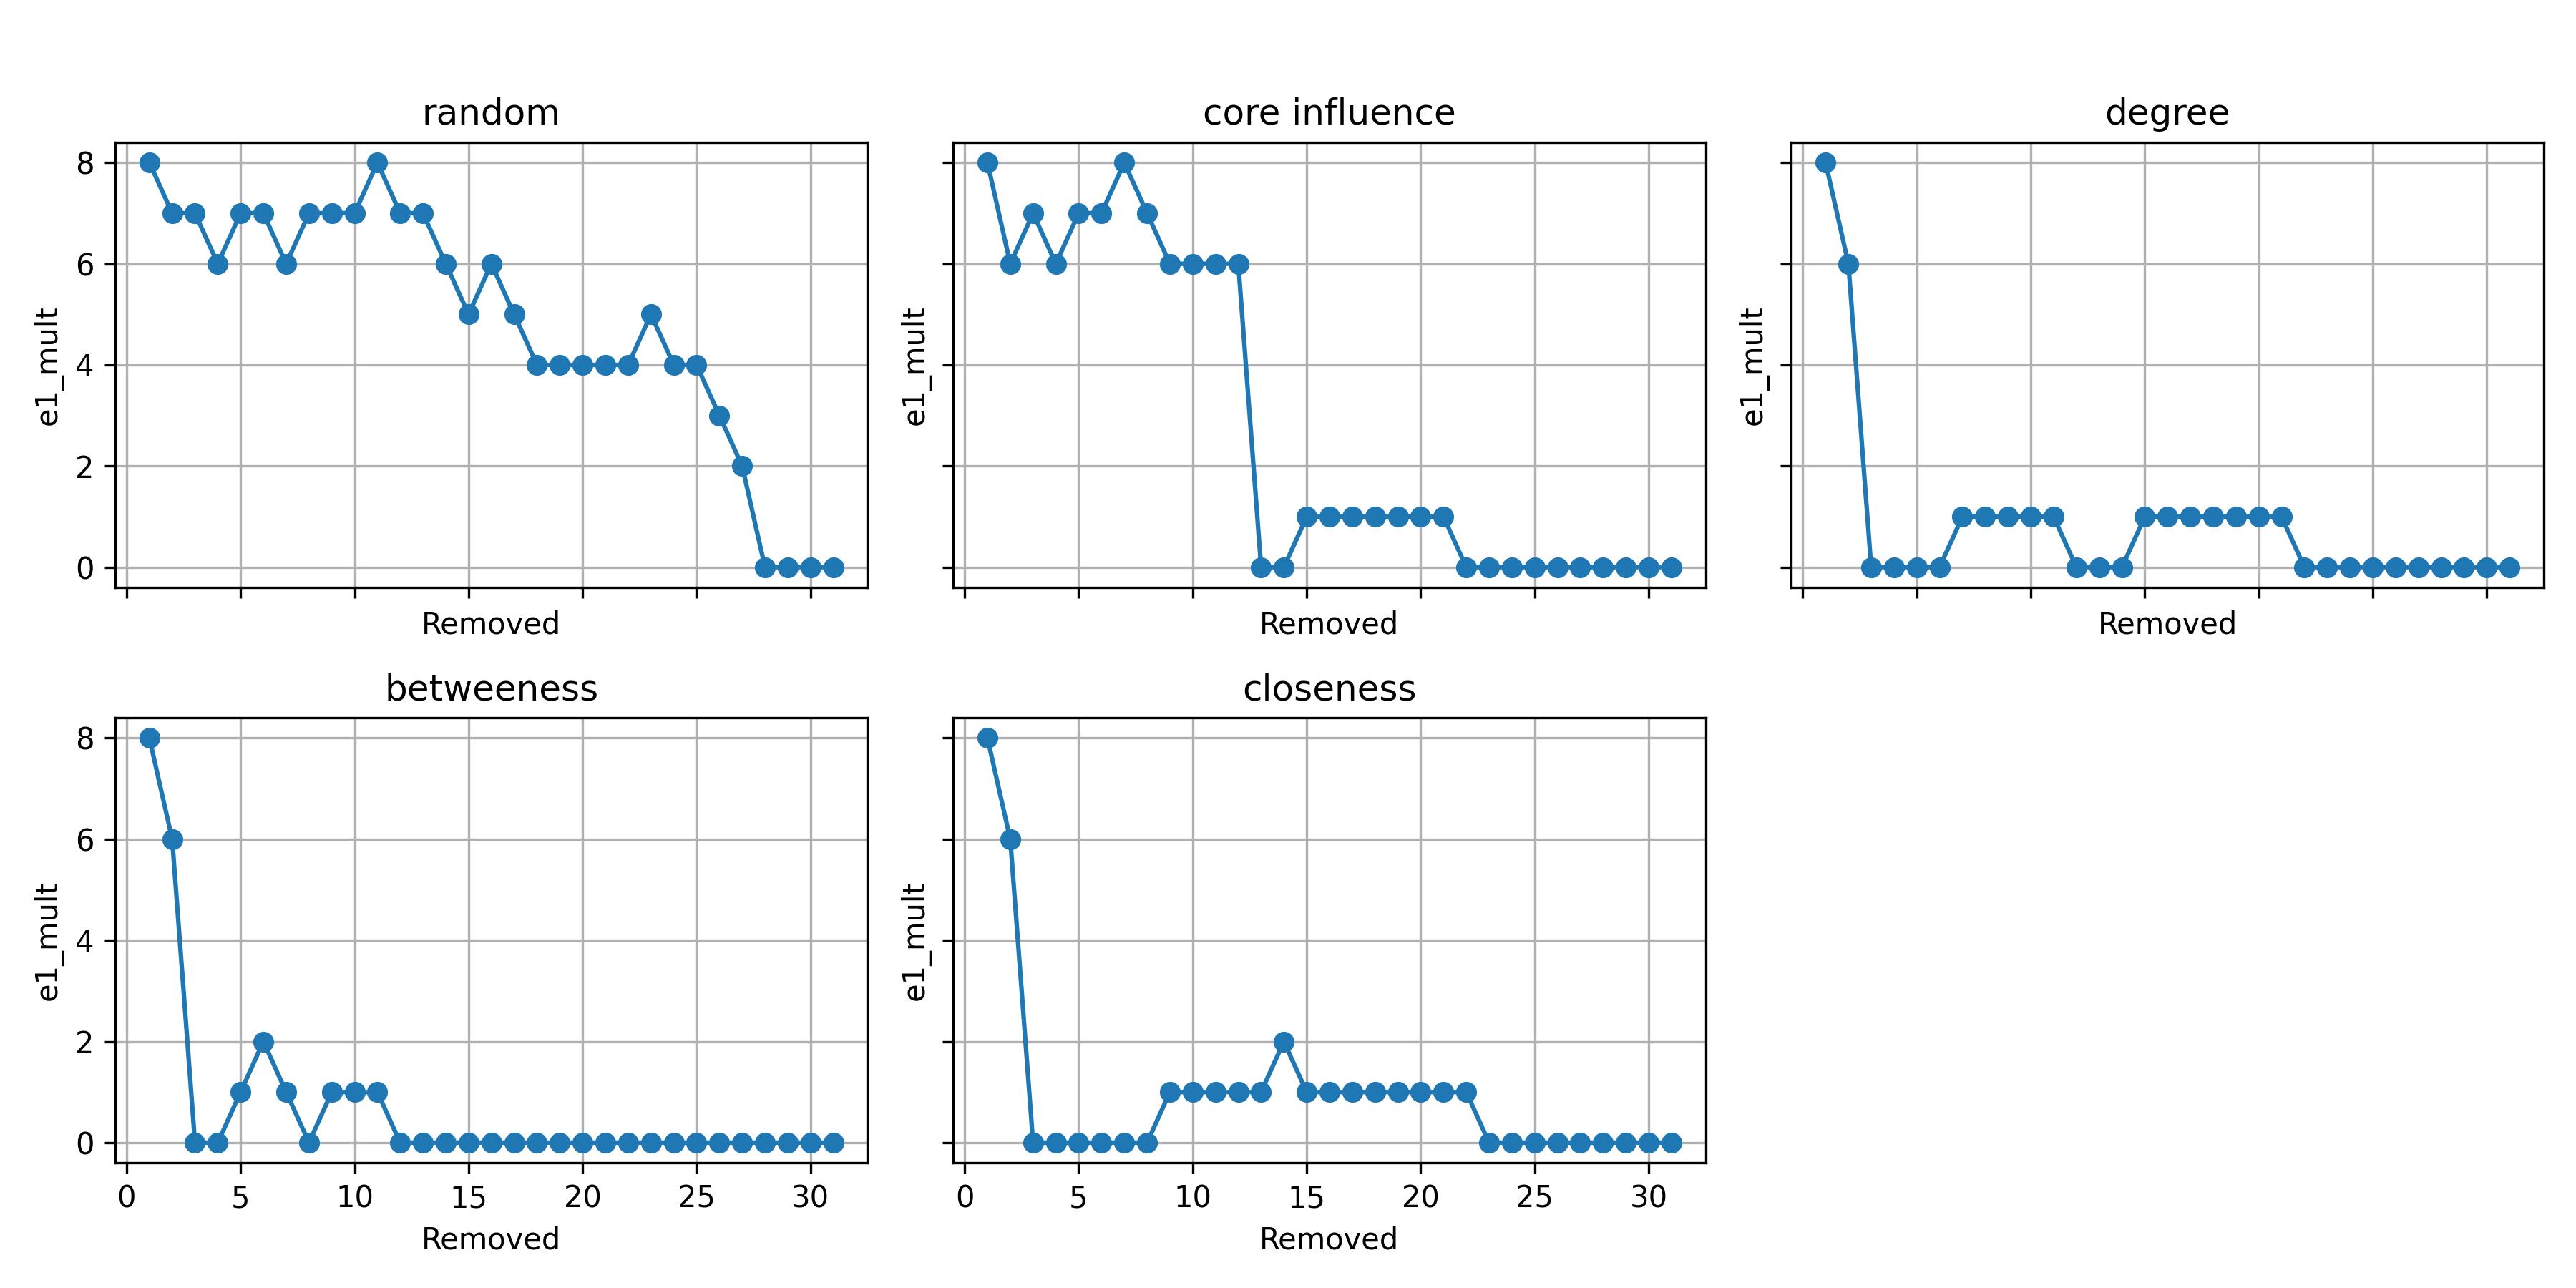 random
core influence
degree
8
6
4
2
0
e1_mult
e1_mult
e1_mult
Removed
Removed
Removed
betweeness
closeness
8
6
4
2
0
e1_mult
e1_mult
0 5 10 15 20 25 30
0 5 10 15 20 25 30
Removed
Removed